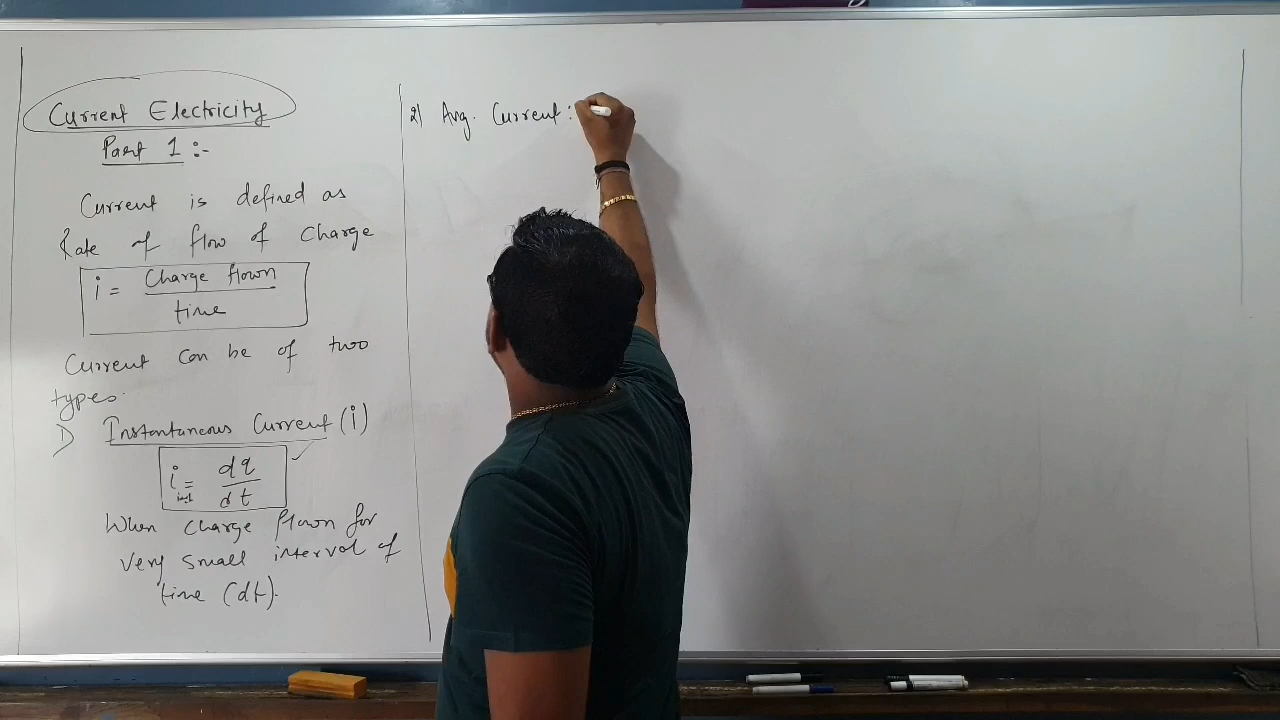 Current Electricity
Part 1 :-
Current is defined as
Rate of flow of charge
i = Charge flown
time
Current can be of two
types.
1) Instantaneous Current (i)
i inst = dq
dt
When charge flown for
very small interval of
time (dt).
2) Avg. Current :